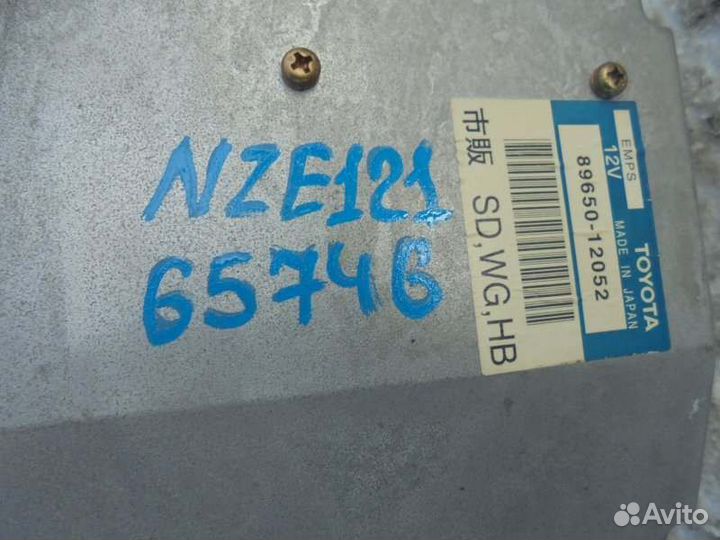 NZE121
65746
EMPS
12V
89650-12052
TOYOTA
MADE IN JAPAN
市販 SD,WG,HB
Avito